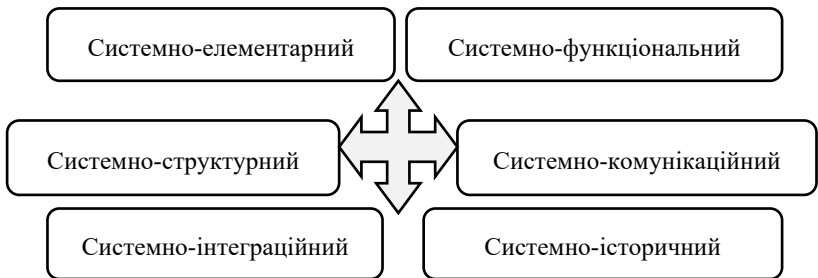 Системно-елементарний
Системно-функціональний
Системно-структурний
Системно-комунікаційний
Системно-інтеграційний
Системно-історичний